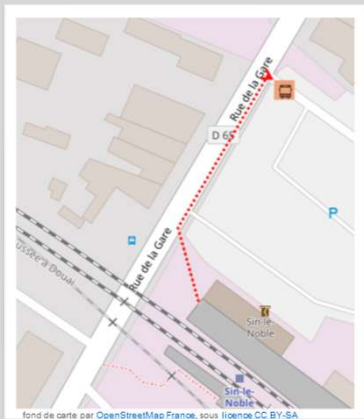 Rue de la Gare
D 65
P
Rue de la Gare
Sin-le-
Noble
Sin-le-
Noble
fond de carte par OpenStreetMap France, sous licence CC BY-SA